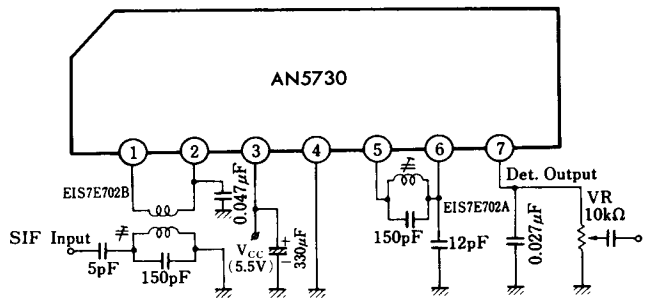 AN5730
1 2 3 4 5 6 7
Det. Output
EIS7E702B
0.047μF
EIS7E702A
VR
10kΩ
SIF Input
5pF
150pF
VCC
(5.5V)
+
−
330μF
150pF
12pF
0.027μF